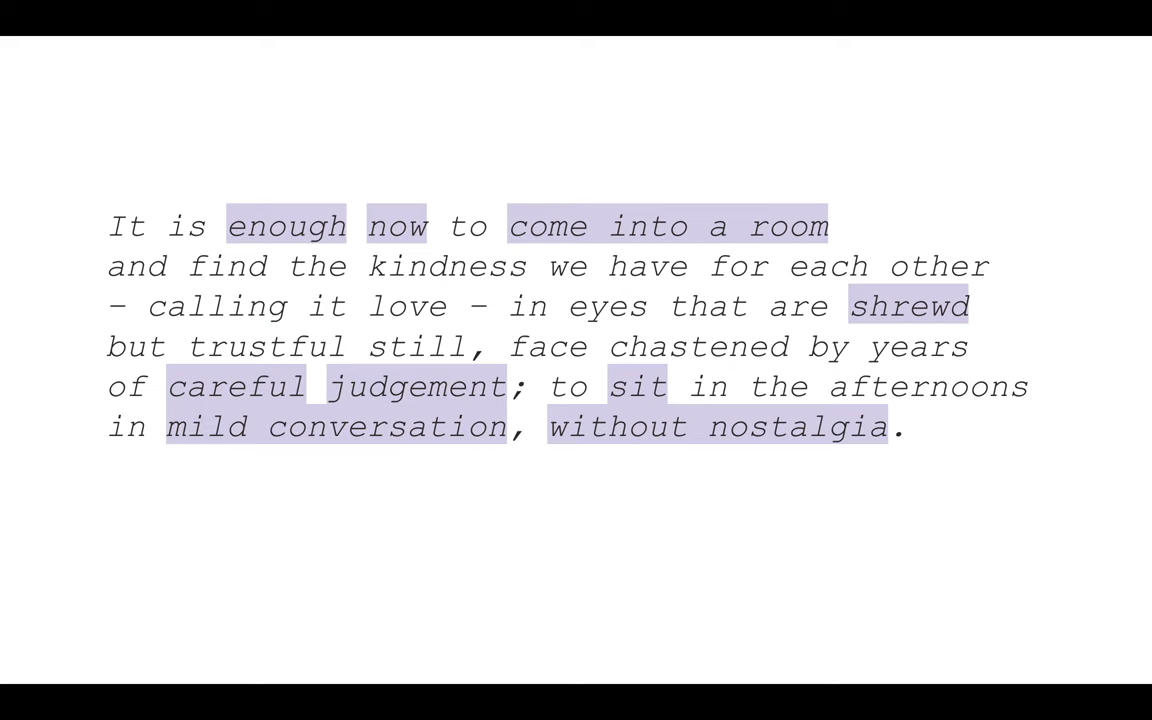 It is enough now to come into a room
and find the kindness we have for each other
– calling it love – in eyes that are shrewd
but trustful still, face chastened by years
of careful judgement; to sit in the afternoons
in mild conversation, without nostalgia.